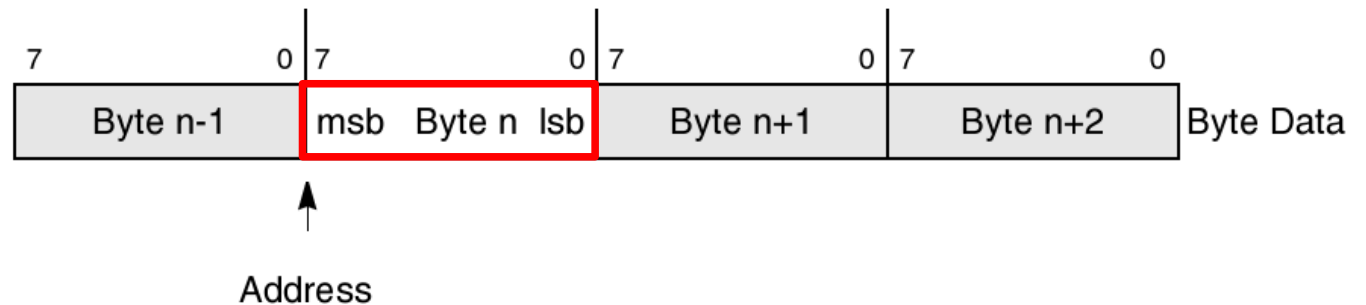 7 0 7 0 7 0 7 0
Byte n-1 msb Byte n lsb Byte n+1 Byte n+2 Byte Data
Address